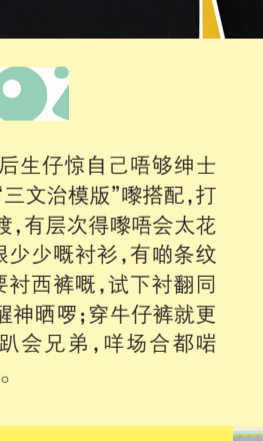 后生仔惊自己唔够绅士
“三文治模版”嚟搭配，打
渡，有层次得嚟唔会太花
很少少嘅衬衫，有啲条纹
要衬西裤嘅，试下衬翻同
醒神晒啰；穿牛仔裤就更
趴会兄弟，咩场合都啱
。